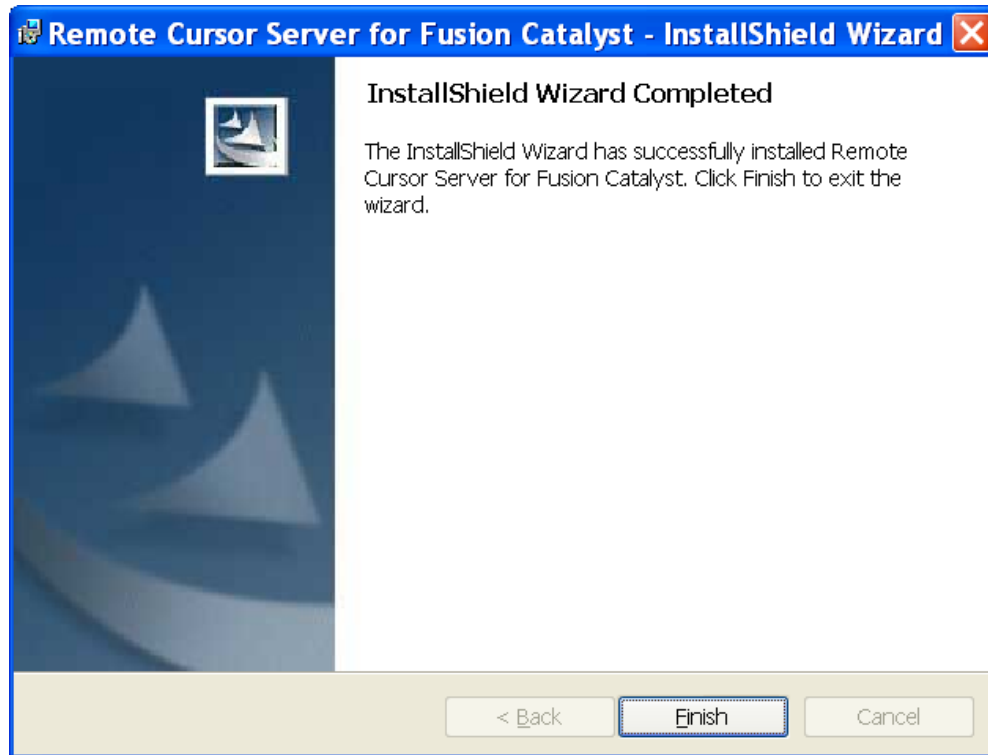 Remote Cursor Server for Fusion Catalyst - InstallShield Wizard
InstallShield Wizard Completed
The InstallShield Wizard has successfully installed Remote
Cursor Server for Fusion Catalyst. Click Finish to exit the
wizard.
< Back
Finish
Cancel